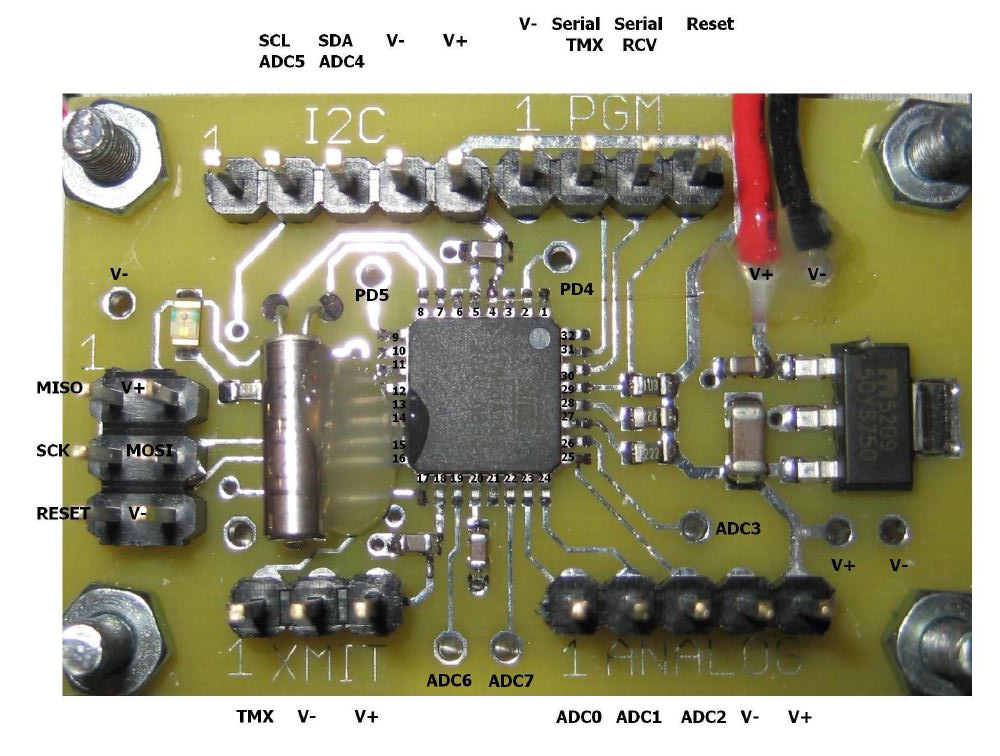 V- Serial Serial Reset
TMX RCV
SCL SDA V- V+
ADC5 ADC4
1 I2C 1 PGM
V- V+ V-
PD5 PD4
8 7 6 5 4 3 2 1
9 32
10 31
11 30
12 29
13 28
14 27
15 26
16 25
17 18 19 20 21 22 23 24
1
MISO V+
SCK MOSI
RESET V-
222
ADC3
V+ V-
1 XMIT 1 ANALOG
ADC6 ADC7
TMX V- V+ ADC0 ADC1 ADC2 V- V+